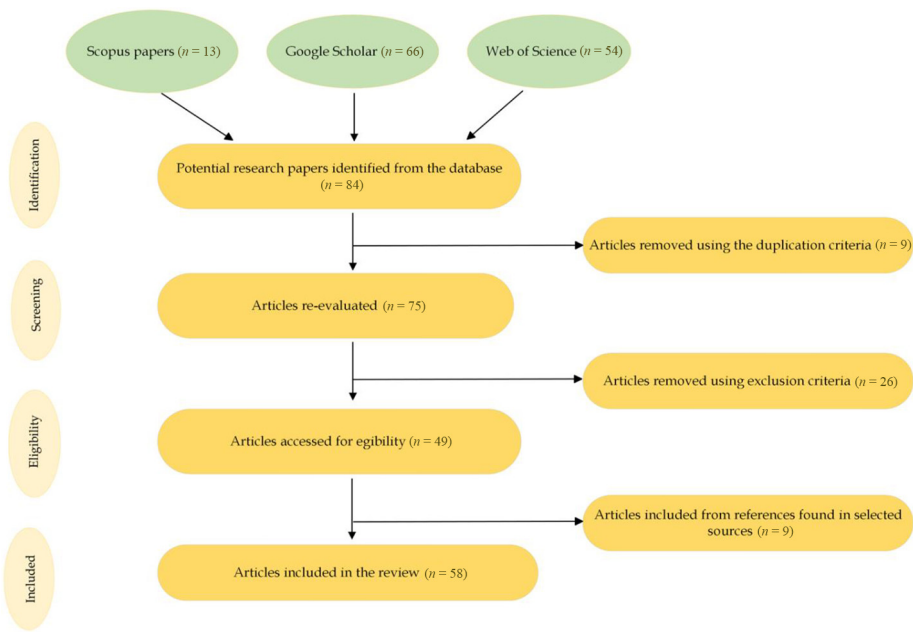 Scopus papers (n = 13)
Google Scholar (n = 66)
Web of Science (n = 54)
Identification
Potential research papers identified from the database
(n = 84)
Articles removed using the duplication criteria (n = 9)
Screening
Articles re-evaluated (n = 75)
Articles removed using exclusion criteria (n = 26)
Eligibility
Articles accessed for egibility (n = 49)
Articles included from references found in selected
sources (n = 9)
Included
Articles included in the review (n = 58)